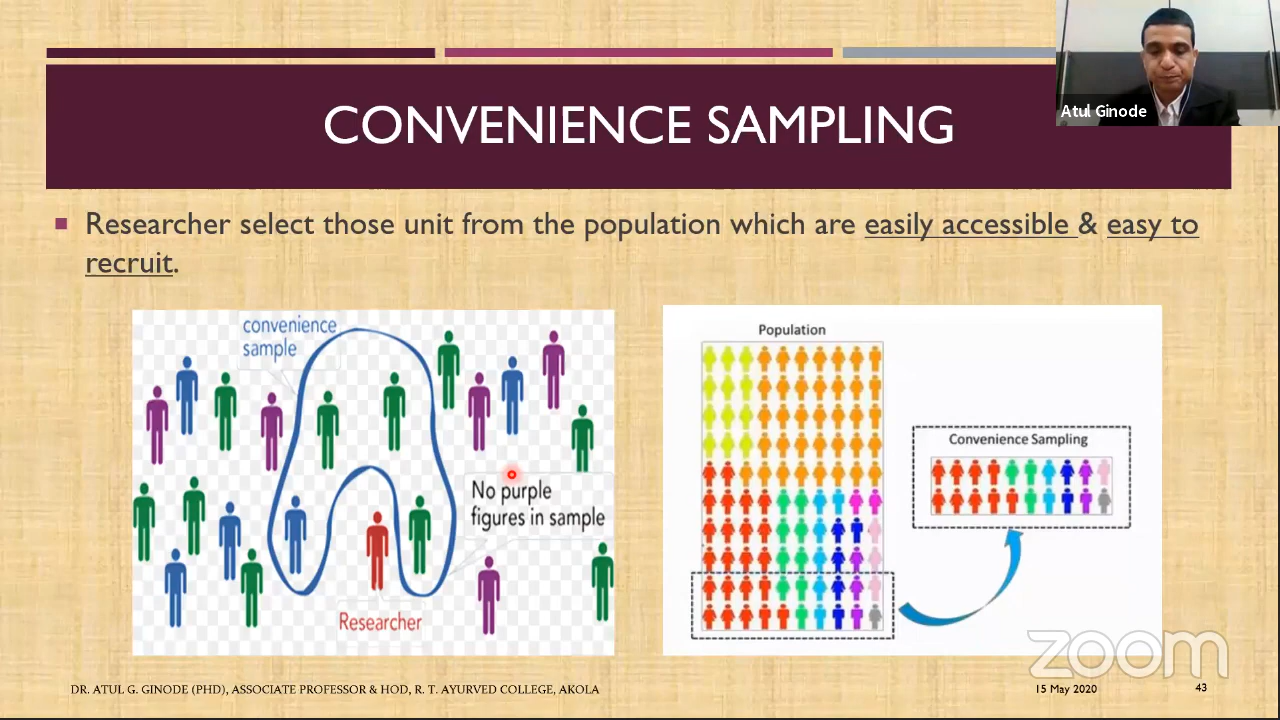 CONVENIENCE SAMPLING
Atul Ginode
Researcher select those unit from the population which are easily accessible & easy to
recruit.
convenience
sample
No purple
figures in sample
Researcher
Population
Convenience Sampling
zoom
DR. ATUL G. GINODE (PHD), ASSOCIATE PROFESSOR & HOD, R. T. AYURVED COLLEGE, AKOLA
15 May 2020
43